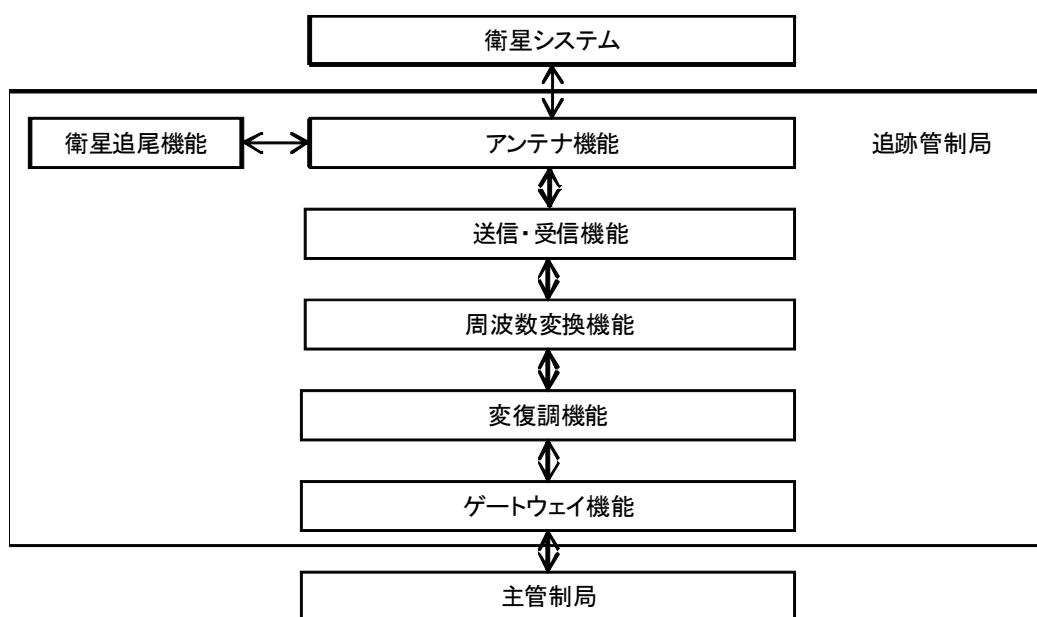 衛星システム
衛星追尾機能
アンテナ機能
追跡管制局
送信・受信機能
周波数変換機能
変復調機能
ゲートウェイ機能
主管制局